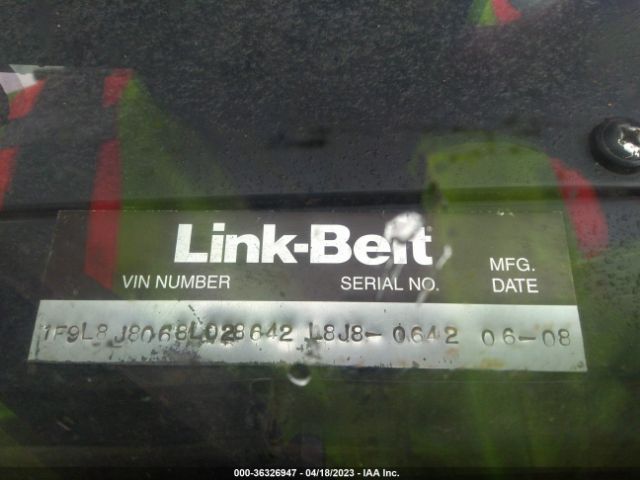 Link-Belt
VIN NUMBER SERIAL NO. MFG. DATE
1F9L8J8068L028642 L8J8-0642 06-08
000-36326947 - 04/18/2023 - IAA Inc.